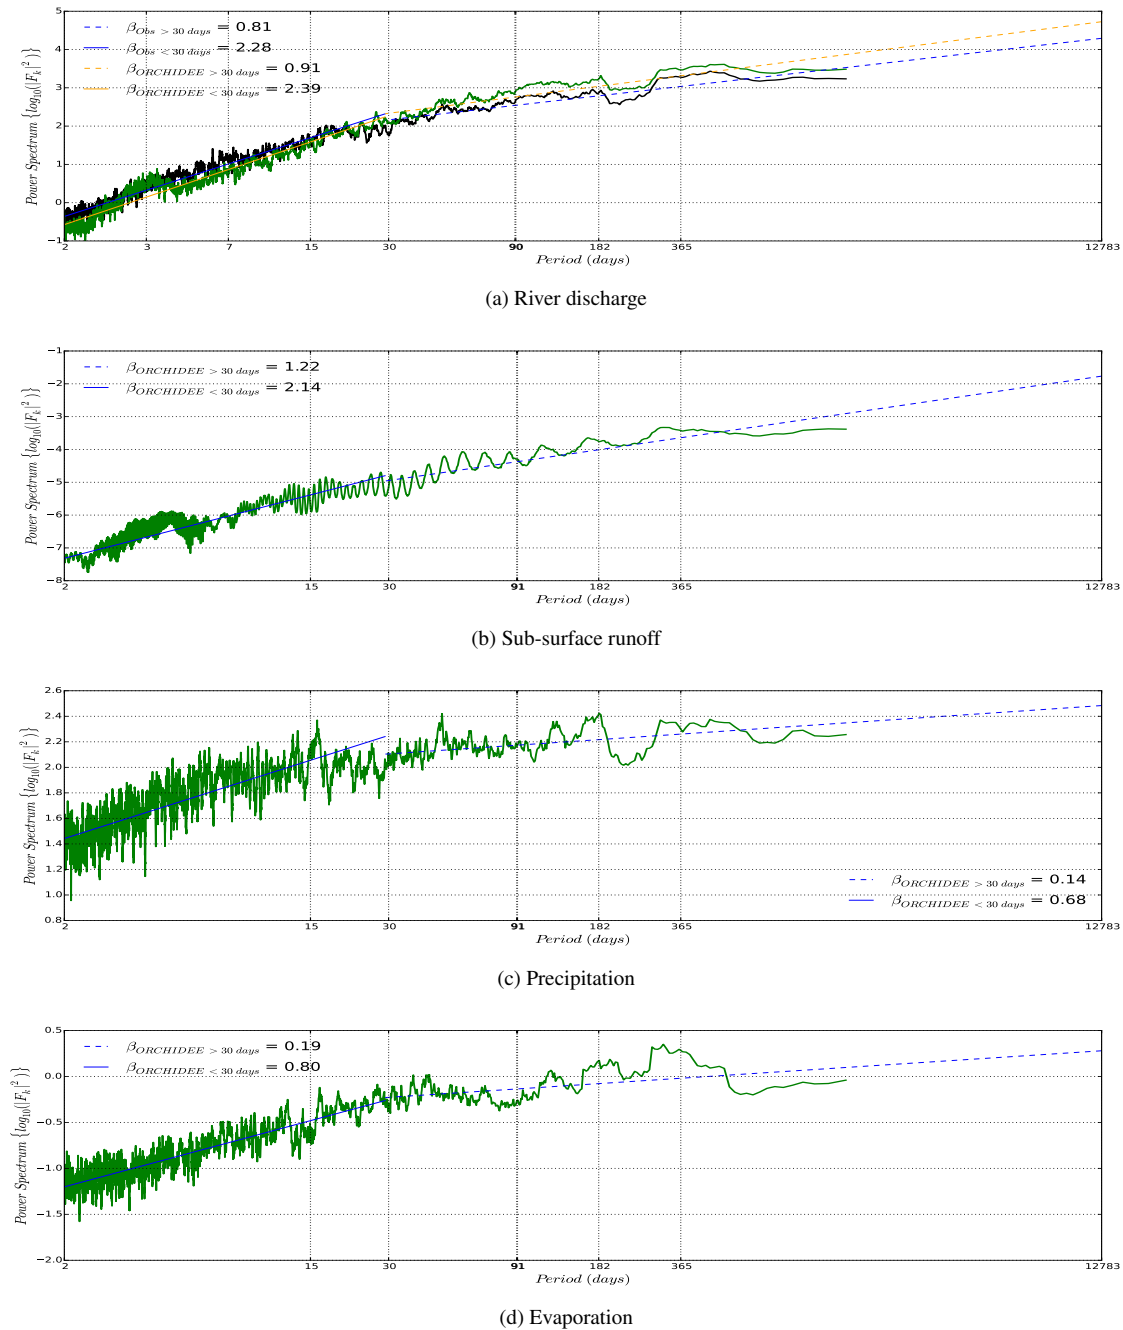 5
4
3
2
1
0
−1
Power Spectrum {log10(|Fk|^2)}
βObs > 30 days = 0.81
βObs < 30 days = 2.28
βORCHIDEE > 30 days = 0.91
βORCHIDEE < 30 days = 2.39
2 3 7 15 30 90 182 365 12783
Period (days)
(a) River discharge
−1
−2
−3
−4
−5
−6
−7
−8
Power Spectrum {log10(|Fk|^2)}
βORCHIDEE > 30 days = 1.22
βORCHIDEE < 30 days = 2.14
2 15 30 91 182 365 12783
Period (days)
(b) Sub-surface runoff
2.6
2.4
2.2
2.0
1.8
1.6
1.4
1.2
1.0
0.8
Power Spectrum {log10(|Fk|^2)}
βORCHIDEE > 30 days = 0.14
βORCHIDEE < 30 days = 0.68
2 15 30 91 182 365 12783
Period (days)
(c) Precipitation
0.5
0.0
−0.5
−1.0
−1.5
−2.0
Power Spectrum {log10(|Fk|^2)}
βORCHIDEE > 30 days = 0.19
βORCHIDEE < 30 days = 0.80
2 15 30 91 182 365 12783
Period (days)
(d) Evaporation